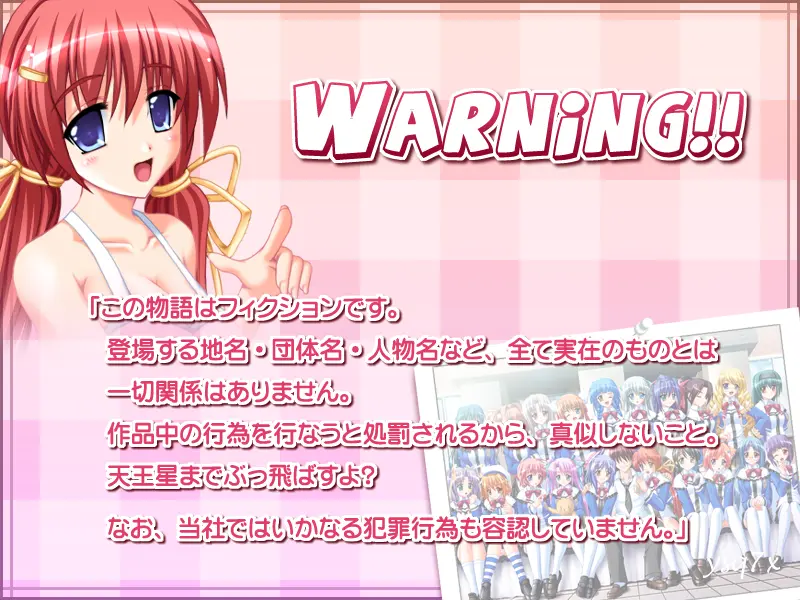 WARNiNG!!
「この物語はフィクションです。
登場する地名・団体名・人物名など、全て実在のものとは
一切関係はありません。
作品中の行為を行なうと処罰されるから、真似しないこと。
天王星までぶっ飛ばすよ?
なお、当社ではいかなる犯罪行為も容認していません。」